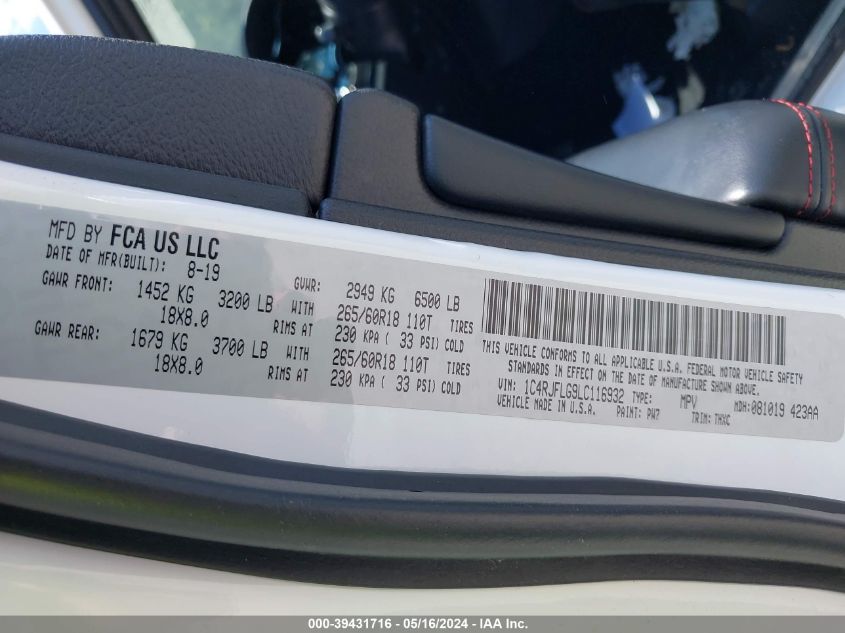 MFD BY FCA US LLC
DATE OF MFR(BUILT): 8-19 GVWR: 2949 KG 6500 LB
GAWR FRONT: 1452 KG 3200 LB WITH 265/60R18 110T TIRES
18X8.0 RIMS AT 230 KPA ( 33 PSI) COLD
GAWR REAR: 1679 KG 3700 LB WITH 265/60R18 110T TIRES
18X8.0 RIMS AT 230 KPA ( 33 PSI) COLD
THIS VEHICLE CONFORMS TO ALL APPLICABLE U.S.A. FEDERAL MOTOR VEHICLE SAFETY
STANDARDS IN EFFECT ON THE DATE OF MANUFACTURE SHOWN ABOVE.
VIN: 1C4RJFLG9LC116932 TYPE: MPV MDH:081019 423AA
VEHICLE MADE IN U.S.A. PAINT: PW7 TRIM: THXC
000-39431716 - 05/16/2024 - IAA Inc.